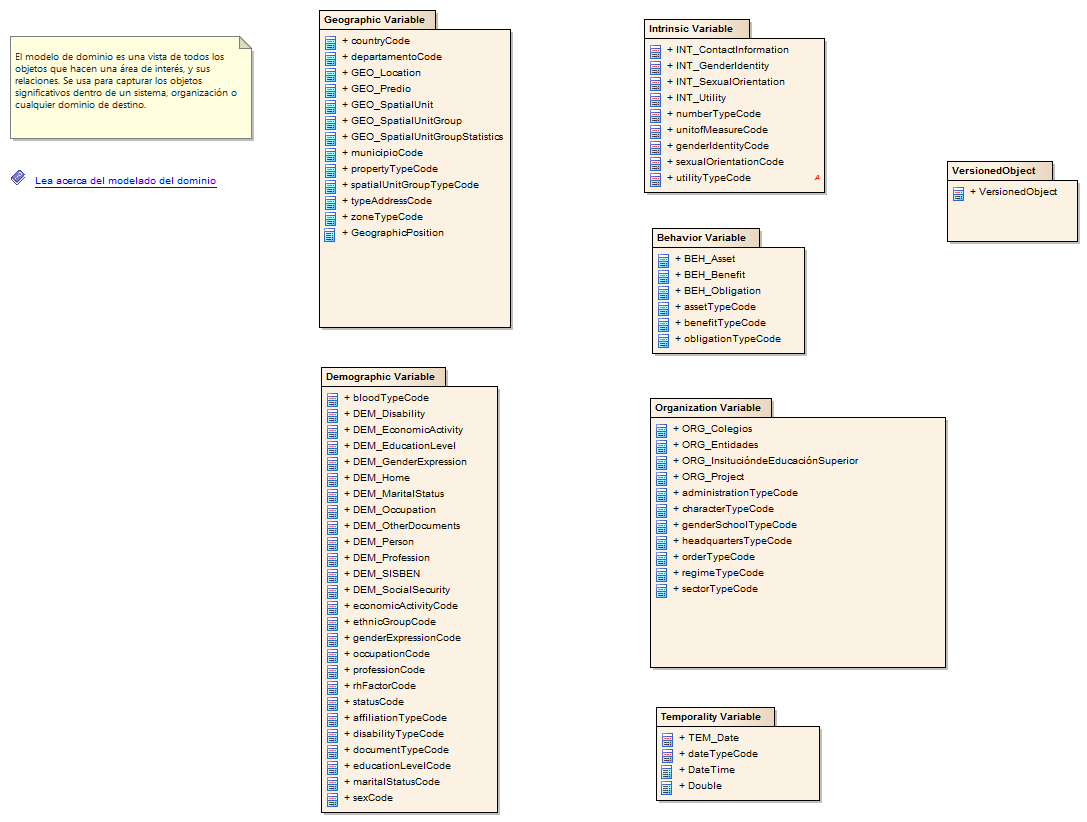 El modelo de dominio es una vista de todos los
objetos que hacen una área de interés, y sus
relaciones. Se usa para capturar los objetos
significativos dentro de un sistema, organización o
cualquier dominio de destino.
Lea acerca del modelado del dominio
Geographic Variable
+ countryCode
+ departamentoCode
+ GEO_Location
+ GEO_Predio
+ GEO_SpatialUnit
+ GEO_SpatialUnitGroup
+ GEO_SpatialUnitGroupStatistics
+ municipioCode
+ propertyTypeCode
+ spatialUnitGroupTypeCode
+ typeAddressCode
+ zoneTypeCode
+ GeographicPosition
Demographic Variable
+ bloodTypeCode
+ DEM_Disability
+ DEM_EconomicActivity
+ DEM_EducationLevel
+ DEM_GenderExpression
+ DEM_Home
+ DEM_MaritalStatus
+ DEM_Occupation
+ DEM_OtherDocuments
+ DEM_Person
+ DEM_Profession
+ DEM_SISBEN
+ DEM_SocialSecurity
+ economicActivityCode
+ ethnicGroupCode
+ genderExpressionCode
+ occupationCode
+ professionCode
+ rhFactorCode
+ statusCode
+ affiliationTypeCode
+ disabilityTypeCode
+ documentTypeCode
+ educationLevelCode
+ maritalStatusCode
+ sexCode
Intrinsic Variable
+ INT_ContactInformation
+ INT_GenderIdentity
+ INT_SexualOrientation
+ INT_Utility
+ numberTypeCode
+ unitofMeasureCode
+ genderIdentityCode
+ sexualOrientationCode
+ utilityTypeCode
A
Behavior Variable
+ BEH_Asset
+ BEH_Benefit
+ BEH_Obligation
+ assetTypeCode
+ benefitTypeCode
+ obligationTypeCode
Organization Variable
+ ORG_Colegios
+ ORG_Entidades
+ ORG_InsitucióndeEducaciónSuperior
+ ORG_Project
+ administrationTypeCode
+ characterTypeCode
+ genderSchoolTypeCode
+ headquartersTypeCode
+ orderTypeCode
+ regimeTypeCode
+ sectorTypeCode
Temporality Variable
+ TEM_Date
+ dateTypeCode
+ DateTime
+ Double
VersionedObject
+ VersionedObject